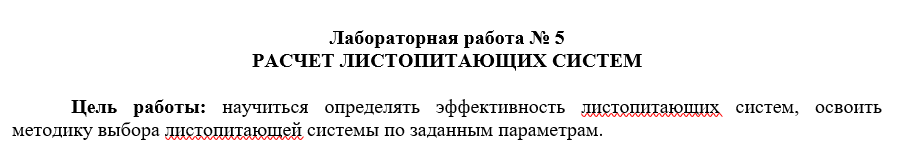 Лабораторная работа № 5
РАСЧЕТ ЛИСТОПИТАЮЩИХ СИСТЕМ
Цель работы: научиться определять эффективность листопитающих систем, освоить
методику выбора листопитающей системы по заданным параметрам.